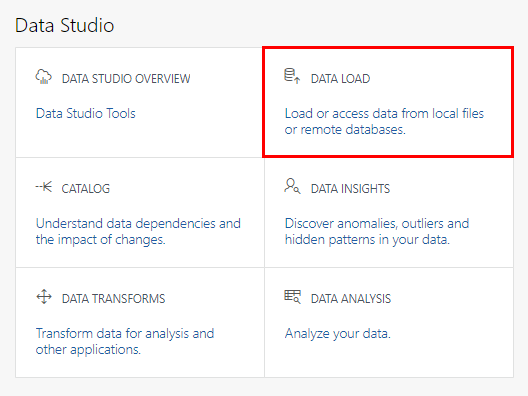 Data Studio
DATA STUDIO OVERVIEW
Data Studio Tools
DATA LOAD
Load or access data from local files
or remote databases.
CATALOG
Understand data dependencies and
the impact of changes.
DATA INSIGHTS
Discover anomalies, outliers and
hidden patterns in your data.
DATA TRANSFORMS
Transform data for analysis and
other applications.
DATA ANALYSIS
Analyze your data.